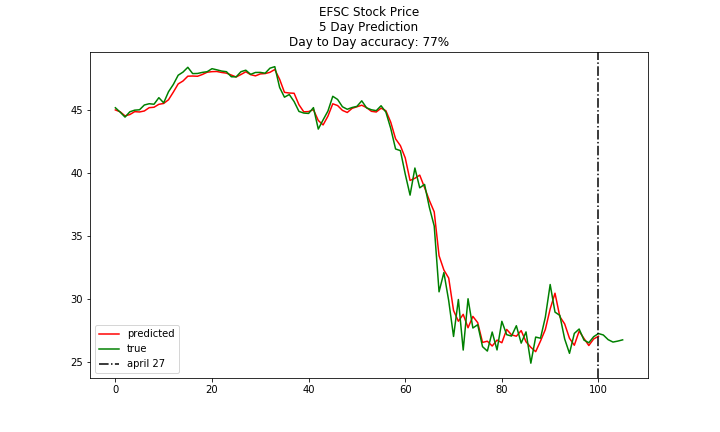 EFSC Stock Price
5 Day Prediction
Day to Day accuracy: 77%
45
40
35
30
25
predicted
true
april 27
0
20
40
60
80
100